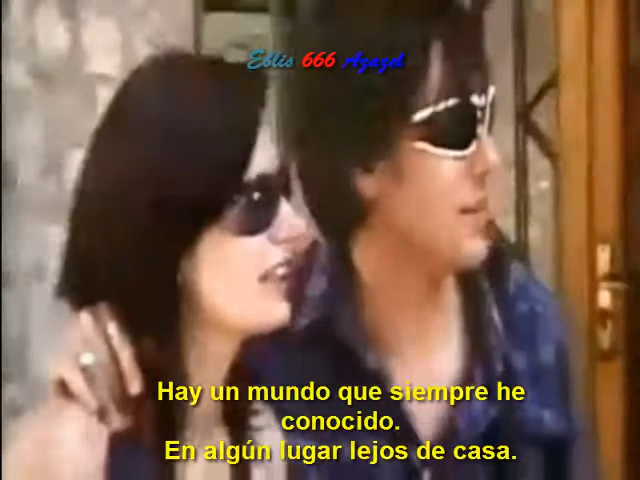 Eblis 666 Azazel
Hay un mundo que siempre he
conocido.
En algún lugar lejos de casa.